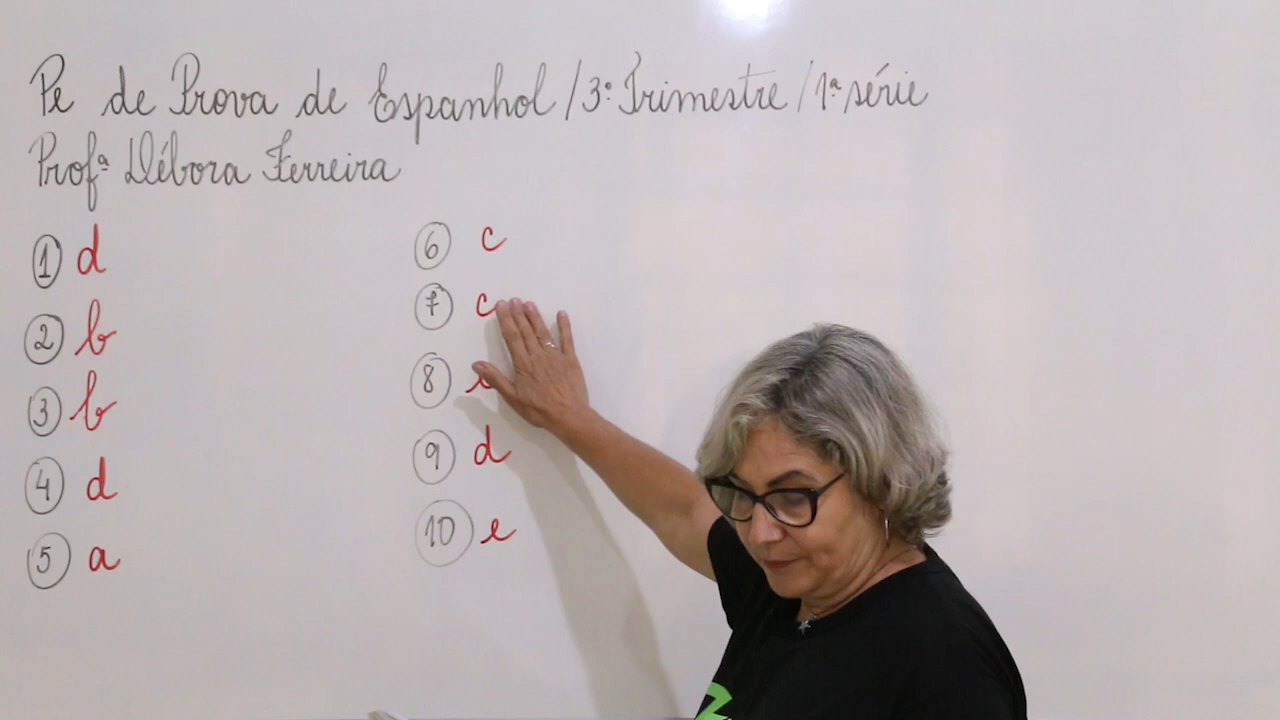 Pe de Prova de Espanhol / 3º Trimestre / 1ª série
Profª Débora Ferreira
1 d
2 b
3 b
4 d
5 a
6 c
7 c
8
9 d
10 e